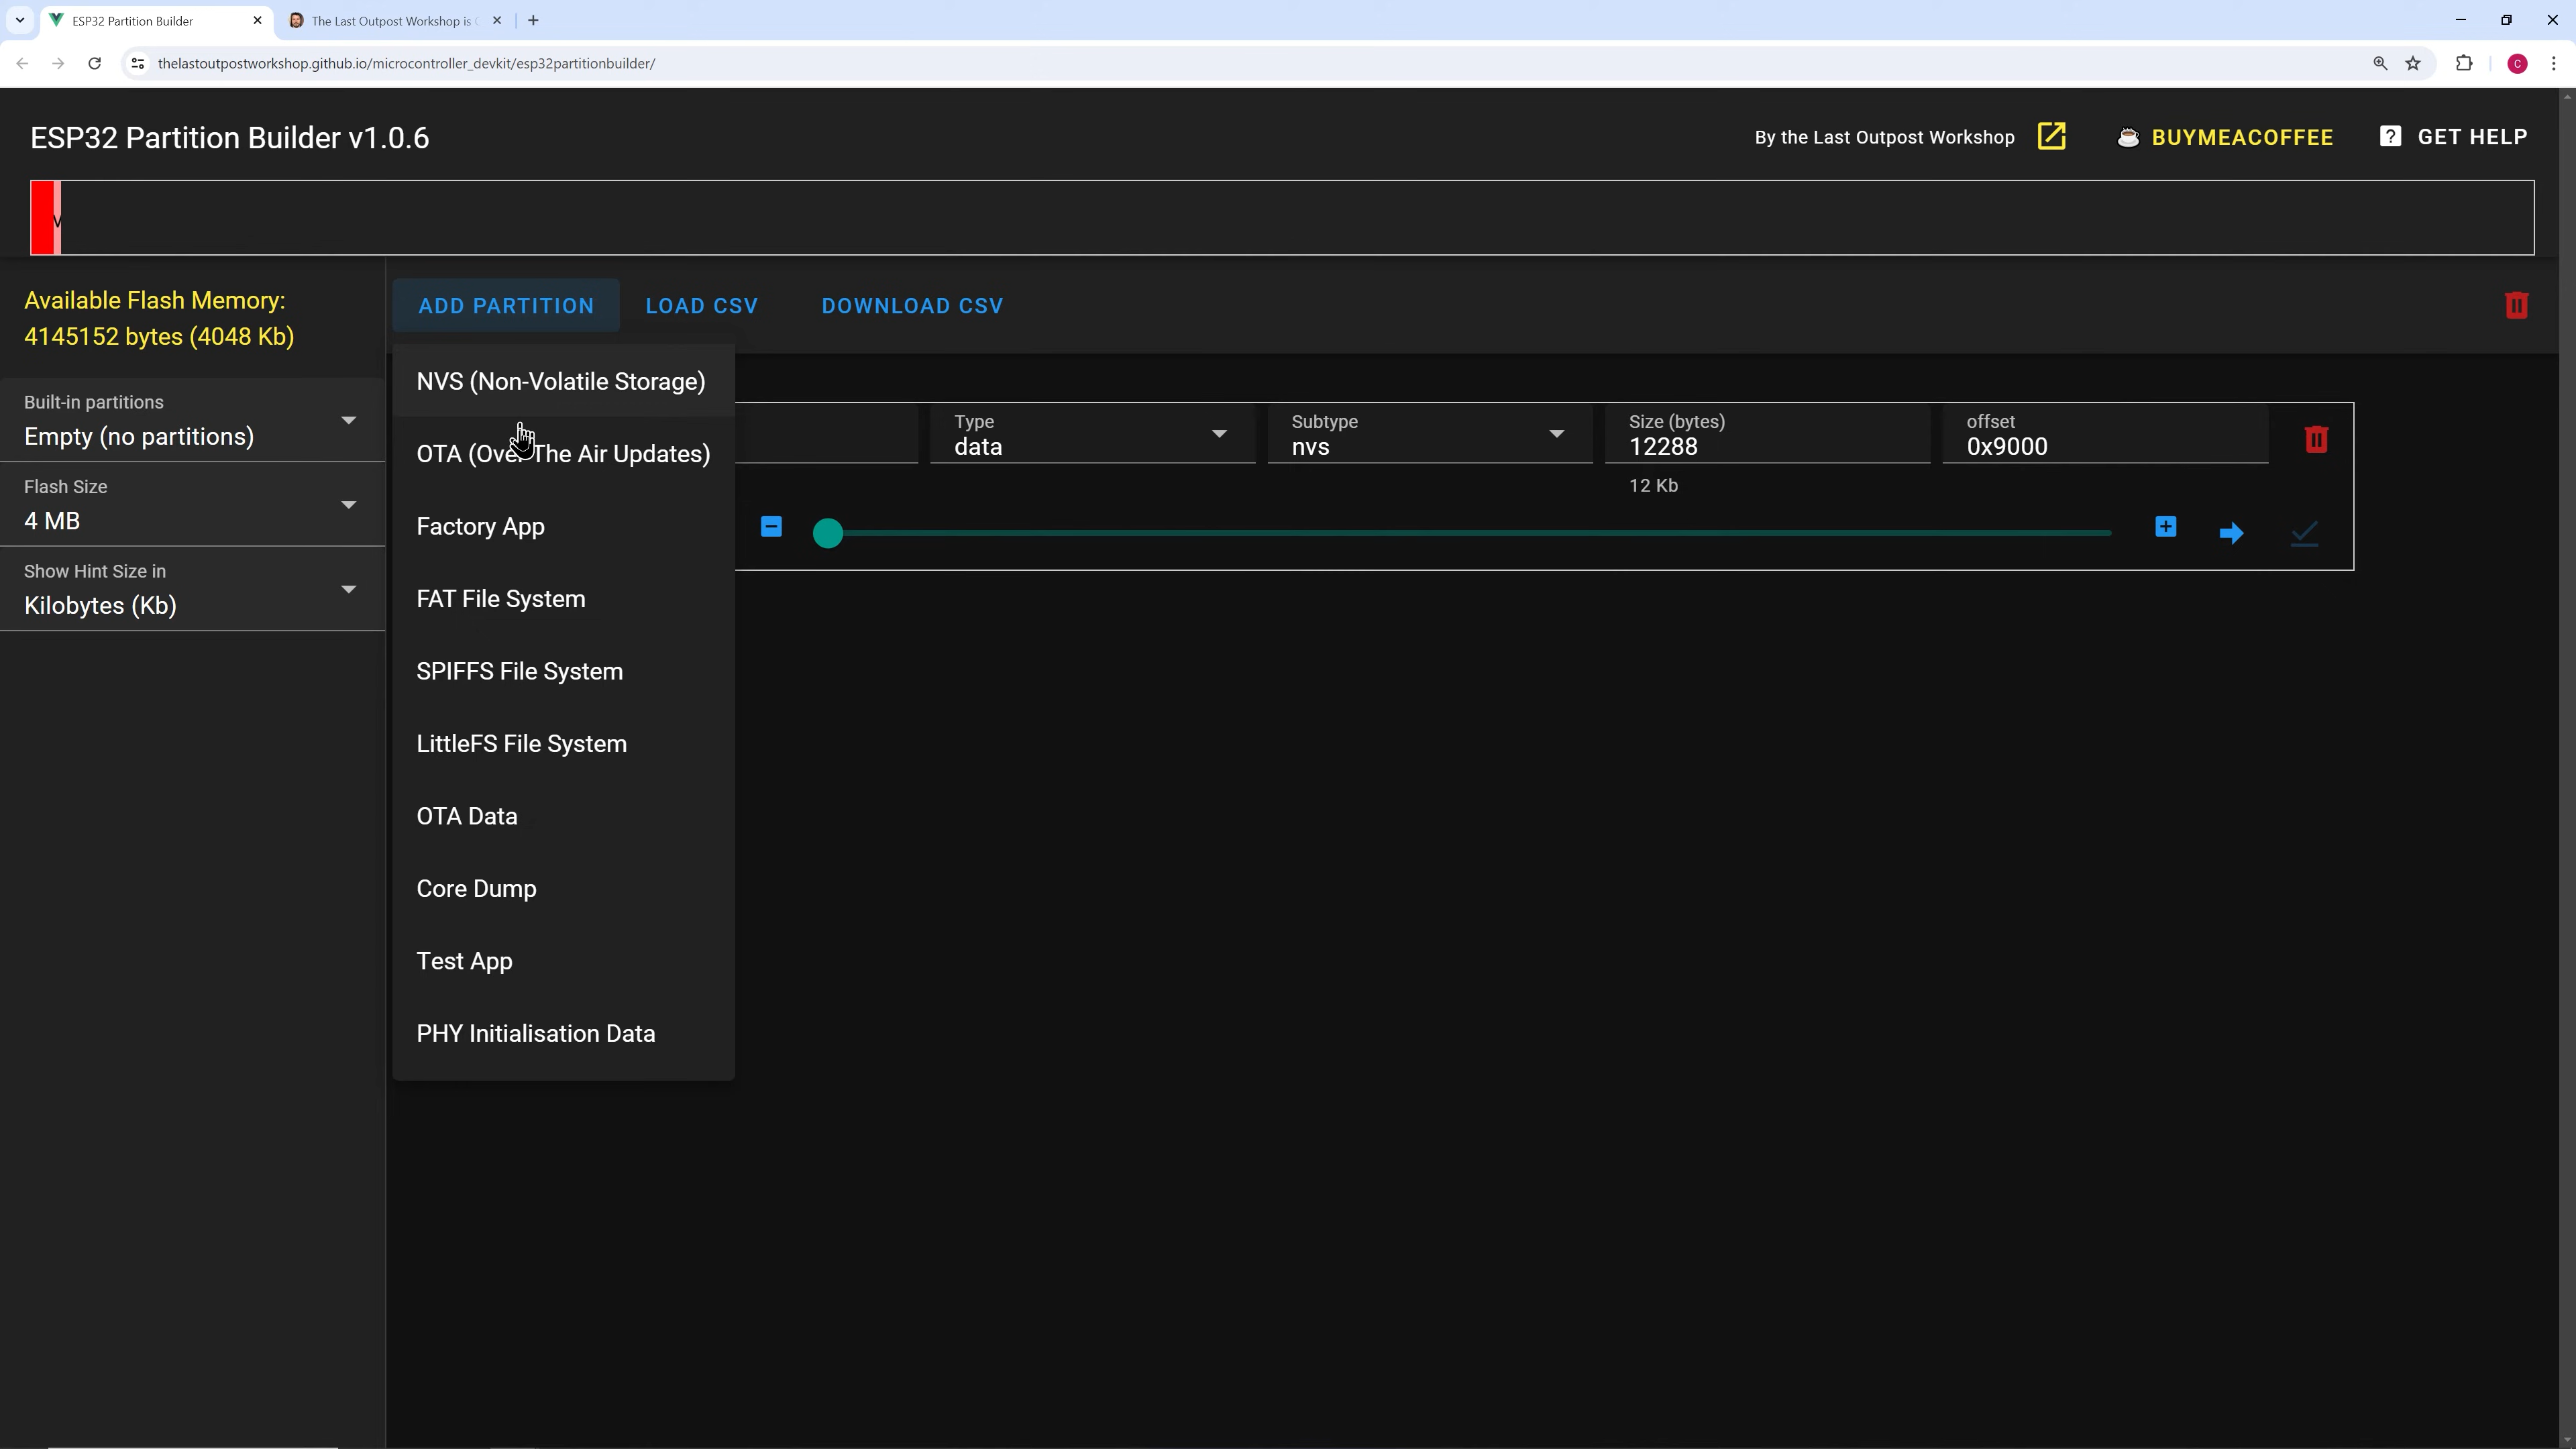 ESP32 Partition Builder
The Last Outpost Workshop is
thelastoutpostworkshop.github.io/microcontroller_devkit/esp32partitionbuilder/
C
ESP32 Partition Builder v1.0.6
By the Last Outpost Workshop
BUYMEACOFFEE
? GET HELP
Available Flash Memory:
4145152 bytes (4048 Kb)
ADD PARTITION
LOAD CSV
DOWNLOAD CSV
Built-in partitions
Empty (no partitions)
Flash Size
4 MB
Show Hint Size in
Kilobytes (Kb)
NVS (Non-Volatile Storage)
OTA (Over The Air Updates)
Factory App
FAT File System
SPIFFS File System
LittleFS File System
OTA Data
Core Dump
Test App
PHY Initialisation Data
Type
data
Subtype
nvs
Size (bytes)
12288
12 Kb
offset
0x9000